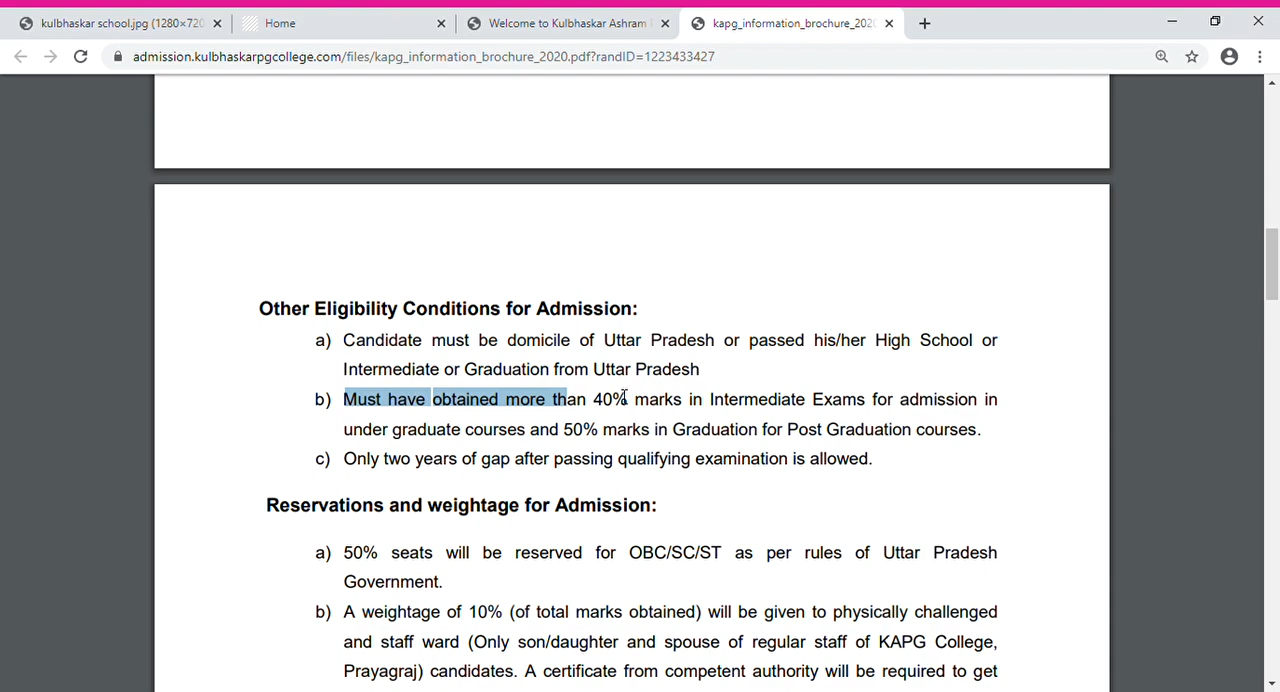 kulbhaskar school.jpg (1280×720
Home
Welcome to Kulbhaskar Ashram
kapg_information_brochure_202
admission.kulbhaskarpgcollege.com/files/kapg_information_brochure_2020.pdf?randID=1223433427
Other Eligibility Conditions for Admission:
a) Candidate must be domicile of Uttar Pradesh or passed his/her High School or
Intermediate or Graduation from Uttar Pradesh
b) Must have obtained more than 40% marks in Intermediate Exams for admission in
under graduate courses and 50% marks in Graduation for Post Graduation courses.
c) Only two years of gap after passing qualifying examination is allowed.
Reservations and weightage for Admission:
a) 50% seats will be reserved for OBC/SC/ST as per rules of Uttar Pradesh
Government.
b) A weightage of 10% (of total marks obtained) will be given to physically challenged
and staff ward (Only son/daughter and spouse of regular staff of KAPG College,
Prayagraj) candidates. A certificate from competent authority will be required to get